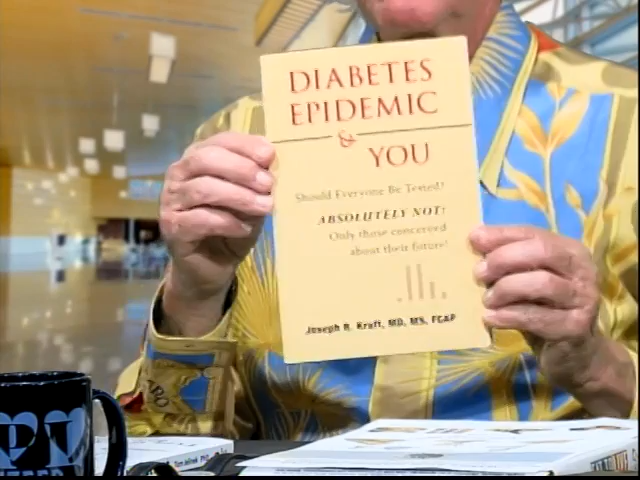 DIABETES
EPIDEMIC
&
YOU
Should Everyone Be Tested?
ABSOLUTELY NOT!
Only those concerned
about their future!
Joseph R. Kraft, MD, MS, FCAP